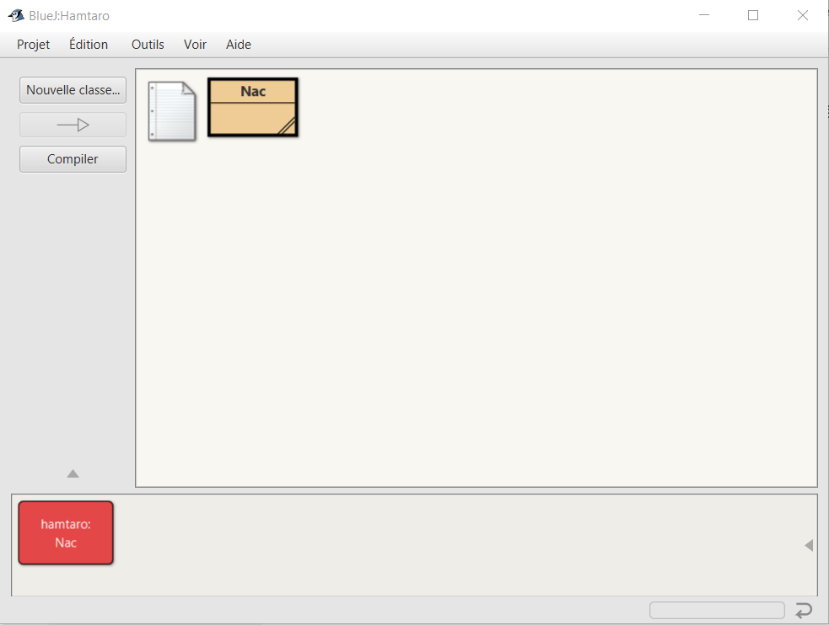 BlueJ:Hamtaro
Projet Édition Outils Voir Aide
Nouvelle classe...
Compiler
Nac
hamtaro:
Nac